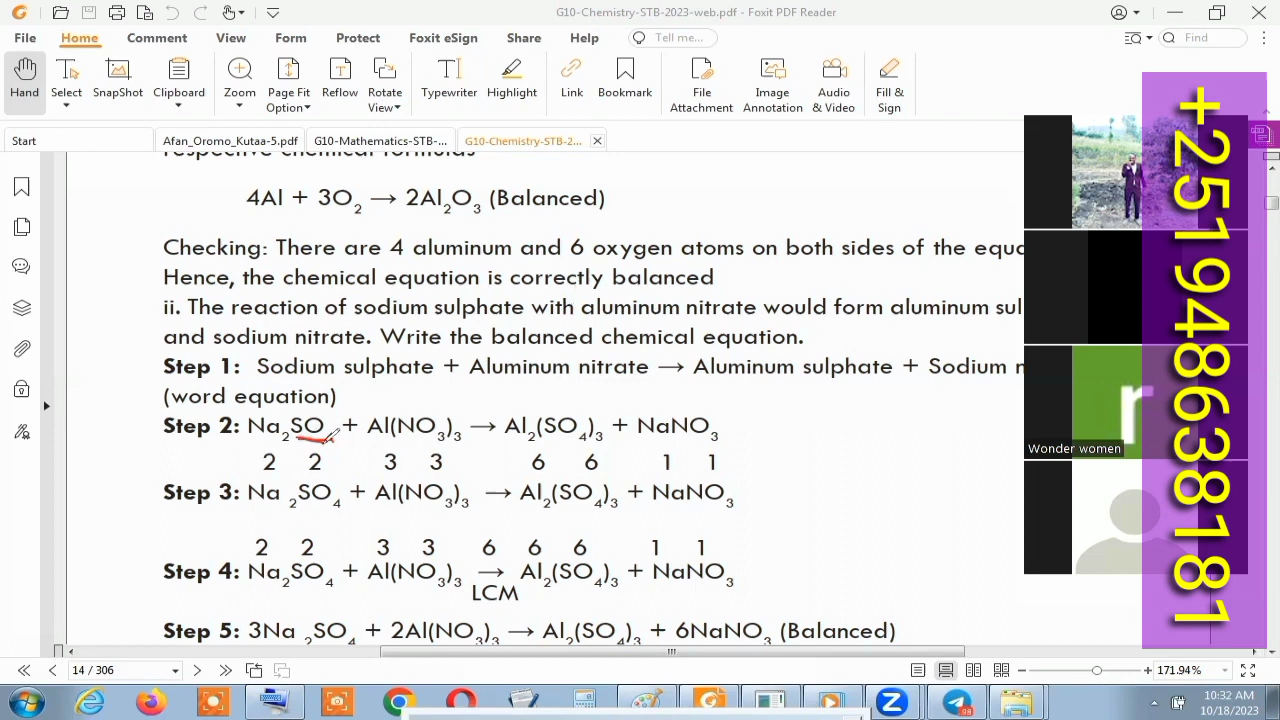 G10-Chemistry-STB-2023-web.pdf - Foxit PDF Reader
File Home Comment View Form Protect Foxit eSign Share Help Tell me... Find
Hand Select SnapShot Clipboard Zoom Page Fit Option Reflow Rotate View Typewriter Highlight Link Bookmark File Attachment Image Annotation Audio & Video Fill & Sign
Start Afan_Oromo_Kutaa-5.pdf G10-Mathematics-STB-... G10-Chemistry-STB-2...
respective chemical formulas
4Al + 3O₂ → 2Al₂O₃ (Balanced)
Checking: There are 4 aluminum and 6 oxygen atoms on both sides of the equa
Hence, the chemical equation is correctly balanced
ii. The reaction of sodium sulphate with aluminum nitrate would form aluminum sul
and sodium nitrate. Write the balanced chemical equation.
Step 1: Sodium sulphate + Aluminum nitrate → Aluminum sulphate + Sodium n
(word equation)
Step 2: Na₂SO + Al(NO₃)₃ → Al₂(SO₄)₃ + NaNO₃
2 2 3 3 6 6 1 1
Step 3: Na ₂SO₄ + Al(NO₃)₃ → Al₂(SO₄)₃ + NaNO₃
2 2 3 3 6 6 6 1 1
Step 4: Na₂SO₄ + Al(NO₃)₃ → Al₂(SO₄)₃ + NaNO₃
LCM
Step 5: 3Na ₂SO₄ + 2Al(NO₃)₃ → Al₂(SO₄)₃ + 6NaNO₃ (Balanced)
+251948638181
r
Wonder women
14 / 306
171.94%
98
10:32 AM
10/18/2023